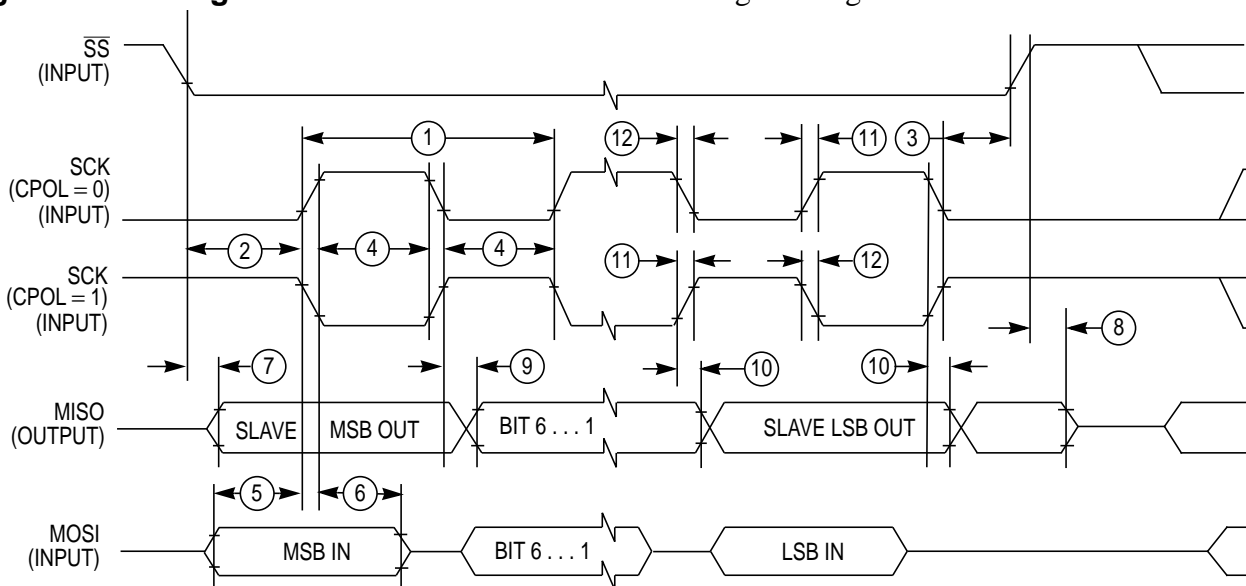 SS
(INPUT)
1
12
11
3
SCK
(CPOL = 0)
(INPUT)
2
4
4
11
12
SCK
(CPOL = 1)
(INPUT)
7
9
10
10
8
MISO
(OUTPUT)
SLAVE MSB OUT
BIT 6 . . . 1
SLAVE LSB OUT
5
6
MOSI
(INPUT)
MSB IN
BIT 6 . . . 1
LSB IN